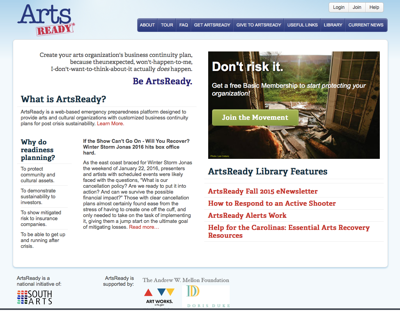 Arts
READY
Login Join Help
ABOUT TOUR FAQ GET ARTSREADY GIVE TO ARTSREADY USEFUL LINKS LIBRARY CURRENT NEWS
Create your arts organization's business continuity plan,
because theunexpected, won't-happen-to-me,
I-don't-want-to-think-about-it actually does happen.
Be ArtsReady.
What is ArtsReady?
ArtsReady is a web-based emergency preparedness platform designed to
provide arts and cultural organizations with customized business continuity
plans for post crisis sustainability. Learn More.
Why do
readiness
planning?
To protect
community and
cultural assets.
To demonstrate
sustainability to
investors.
To show mitigated
risk to insurance
companies.
To be able to get up
and running after
crisis.
If the Show Can't Go On - Will You Recover?
Winter Storm Jonas 2016 hits box office
hard.
As the east coast braced for Winter Storm Jonas
the weekend of January 22, 2016, presenters
and artists with scheduled events were likely
faced with the questions, "What is our
cancellation policy? Are we ready to put it into
action? And can we survive the possible
financial impact?" Those with clear cancellation
plans almost certainly found ease from the
stress of having to create one off the cuff, and
only needed to take on the task of implementing
it, giving them a jump start on the ultimate goal
of mitigating losses. Read more...
Don't risk it.
Get a free Basic Membership to start protecting your
organization!
Join the Movement
ArtsReady Library Features
ArtsReady Fall 2015 eNewsletter
How to Respond to an Active Shooter
ArtsReady Alerts Work
Help for the Carolinas: Essential Arts Recovery
Resources
ArtsReady is a
national initiative of:
SOUTH
ARTS
ArtsReady is
supported by:
The Andrew W. Mellon Foundation
ART WORKS.
arts.gov
DORIS DUKE